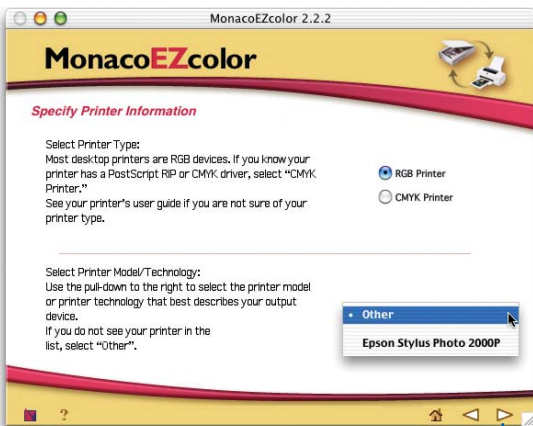 MonacoEZcolor 2.2.2
MonacoEZcolor
Specify Printer Information
Select Printer Type:
Most desktop printers are RGB devices. If you know your
printer has a PostScript RIP or CMYK driver, select “CMYK
Printer.”
See your printer's user guide if you are not sure of your
printer type.
RGB Printer
CMYK Printer
Select Printer Model/Technology:
Use the pull-down to the right to select the printer model
or printer technology that best describes your output
device.
If you do not see your printer in the
list, select “Other”.
• Other
Epson Stylus Photo 2000P
?